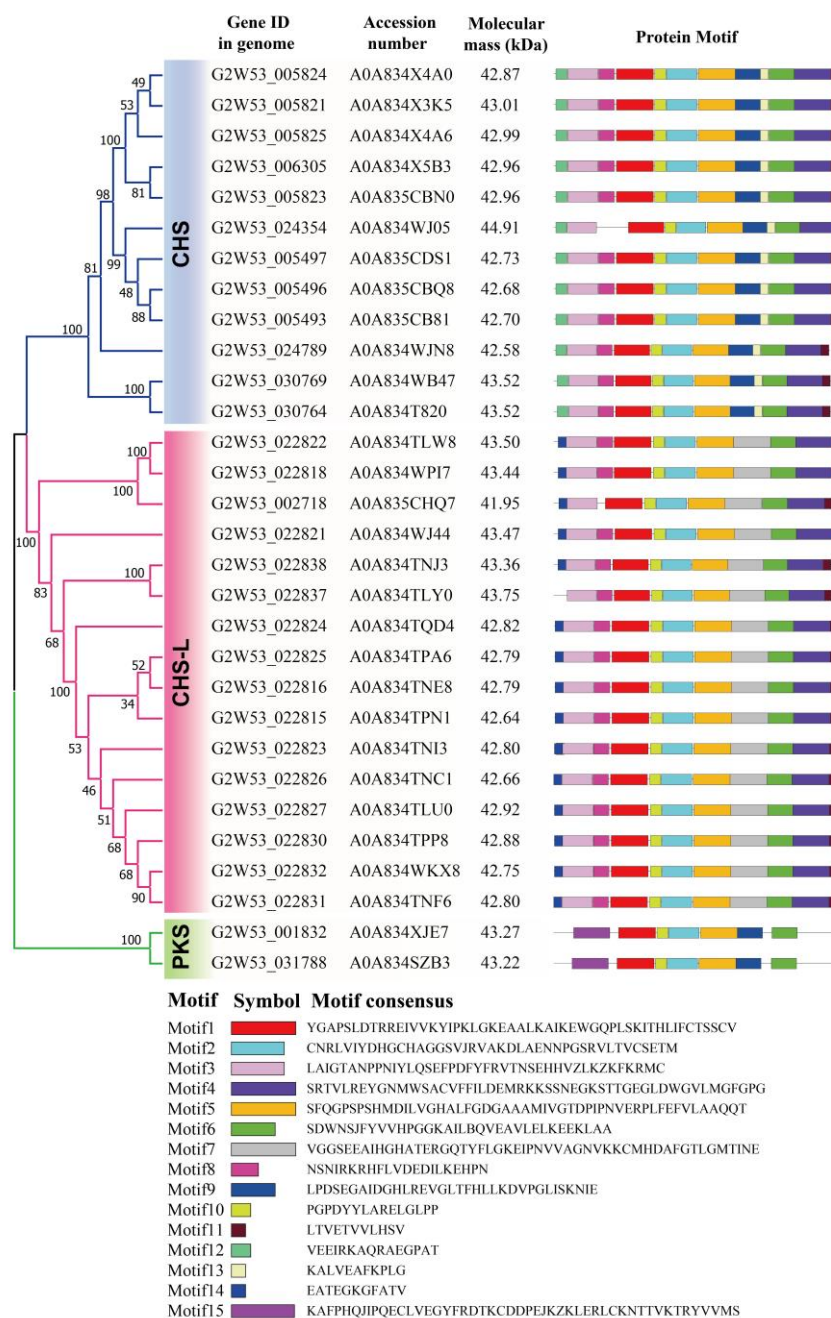 Gene ID in genome Accession number Molecular mass (kDa) Protein Motif
G2W53_005824 A0A834X4A0 42.87
G2W53_005821 A0A834X3K5 43.01
G2W53_005825 A0A834X4A6 42.99
G2W53_006305 A0A834X5B3 42.96
G2W53_005823 A0A835CBN0 42.96
G2W53_024354 A0A834WJ05 44.91
G2W53_005497 A0A835CDS1 42.73
G2W53_005496 A0A835CBQ8 42.68
G2W53_005493 A0A835CB81 42.70
G2W53_024789 A0A834WJN8 42.58
G2W53_030769 A0A834WB47 43.52
G2W53_030764 A0A834T820 43.52
G2W53_022822 A0A834TLW8 43.50
G2W53_022818 A0A834WPI7 43.44
G2W53_002718 A0A835CHQ7 41.95
G2W53_022821 A0A834WJ44 43.47
G2W53_022838 A0A834TNJ3 43.36
G2W53_022837 A0A834TLY0 43.75
G2W53_022824 A0A834TQD4 42.82
G2W53_022825 A0A834TPA6 42.79
G2W53_022816 A0A834TNE8 42.79
G2W53_022815 A0A834TPN1 42.64
G2W53_022823 A0A834TNI3 42.80
G2W53_022826 A0A834TNC1 42.66
G2W53_022827 A0A834TLU0 42.92
G2W53_022830 A0A834TPP8 42.88
G2W53_022832 A0A834WKX8 42.75
G2W53_022831 A0A834TNF6 42.80
G2W53_001832 A0A834XJE7 43.27
G2W53_031788 A0A834SZB3 43.22
CHS
CHS-L
PKS
49
53
100
81
98
99
48
88
81
100
100
100
100
100
83
100
68
100
52
34
53
46
51
68
68
90
100
Motif Symbol Motif consensus
Motif1 YGAPSLDTRREIVVKYIPKLGKEAALKAIKEWGQPLSKITHLIFCTSSCV
Motif2 CNRLVIYDHGCHAGGSVJRVAKDLAENNPGSRVLTVCSETM
Motif3 LAIGTANPPNIYLQSEFPDFYFRVTNSEHHVZLKZKFKRMC
Motif4 SRTVLREYGNMWSACVFFILDEMRKKSSNEGKSTTGEGLDWGVLMGFGPG
Motif5 SFQGPSPSHMDILVGHALFGDGAAAMIVGTDPIPNVERPLFEFVLAAQQT
Motif6 SDWNSJFYVVHPGGKAILBQVEAVLELKEEKLAA
Motif7 VGGSEEAIHGHATERGQTYFLGKEIPNVVAGNVKKCMHDAFGTLGMTINE
Motif8 NSNIRKRHFLVDEDILKEHPN
Motif9 LPDSEGAIDGHLREVGLTFHLLKDVPGLISKNIE
Motif10 PGPDYYLARELGLPP
Motif11 LTVETVVLHSV
Motif12 VEEIRKAQRAEGPAT
Motif13 KALVEAFKPLG
Motif14 EATEGKGFATV
Motif15 KAFPHQJIPQECLVEGYFRDTKCDDPEJKZKLERLCKNTTVKTRYVVMS